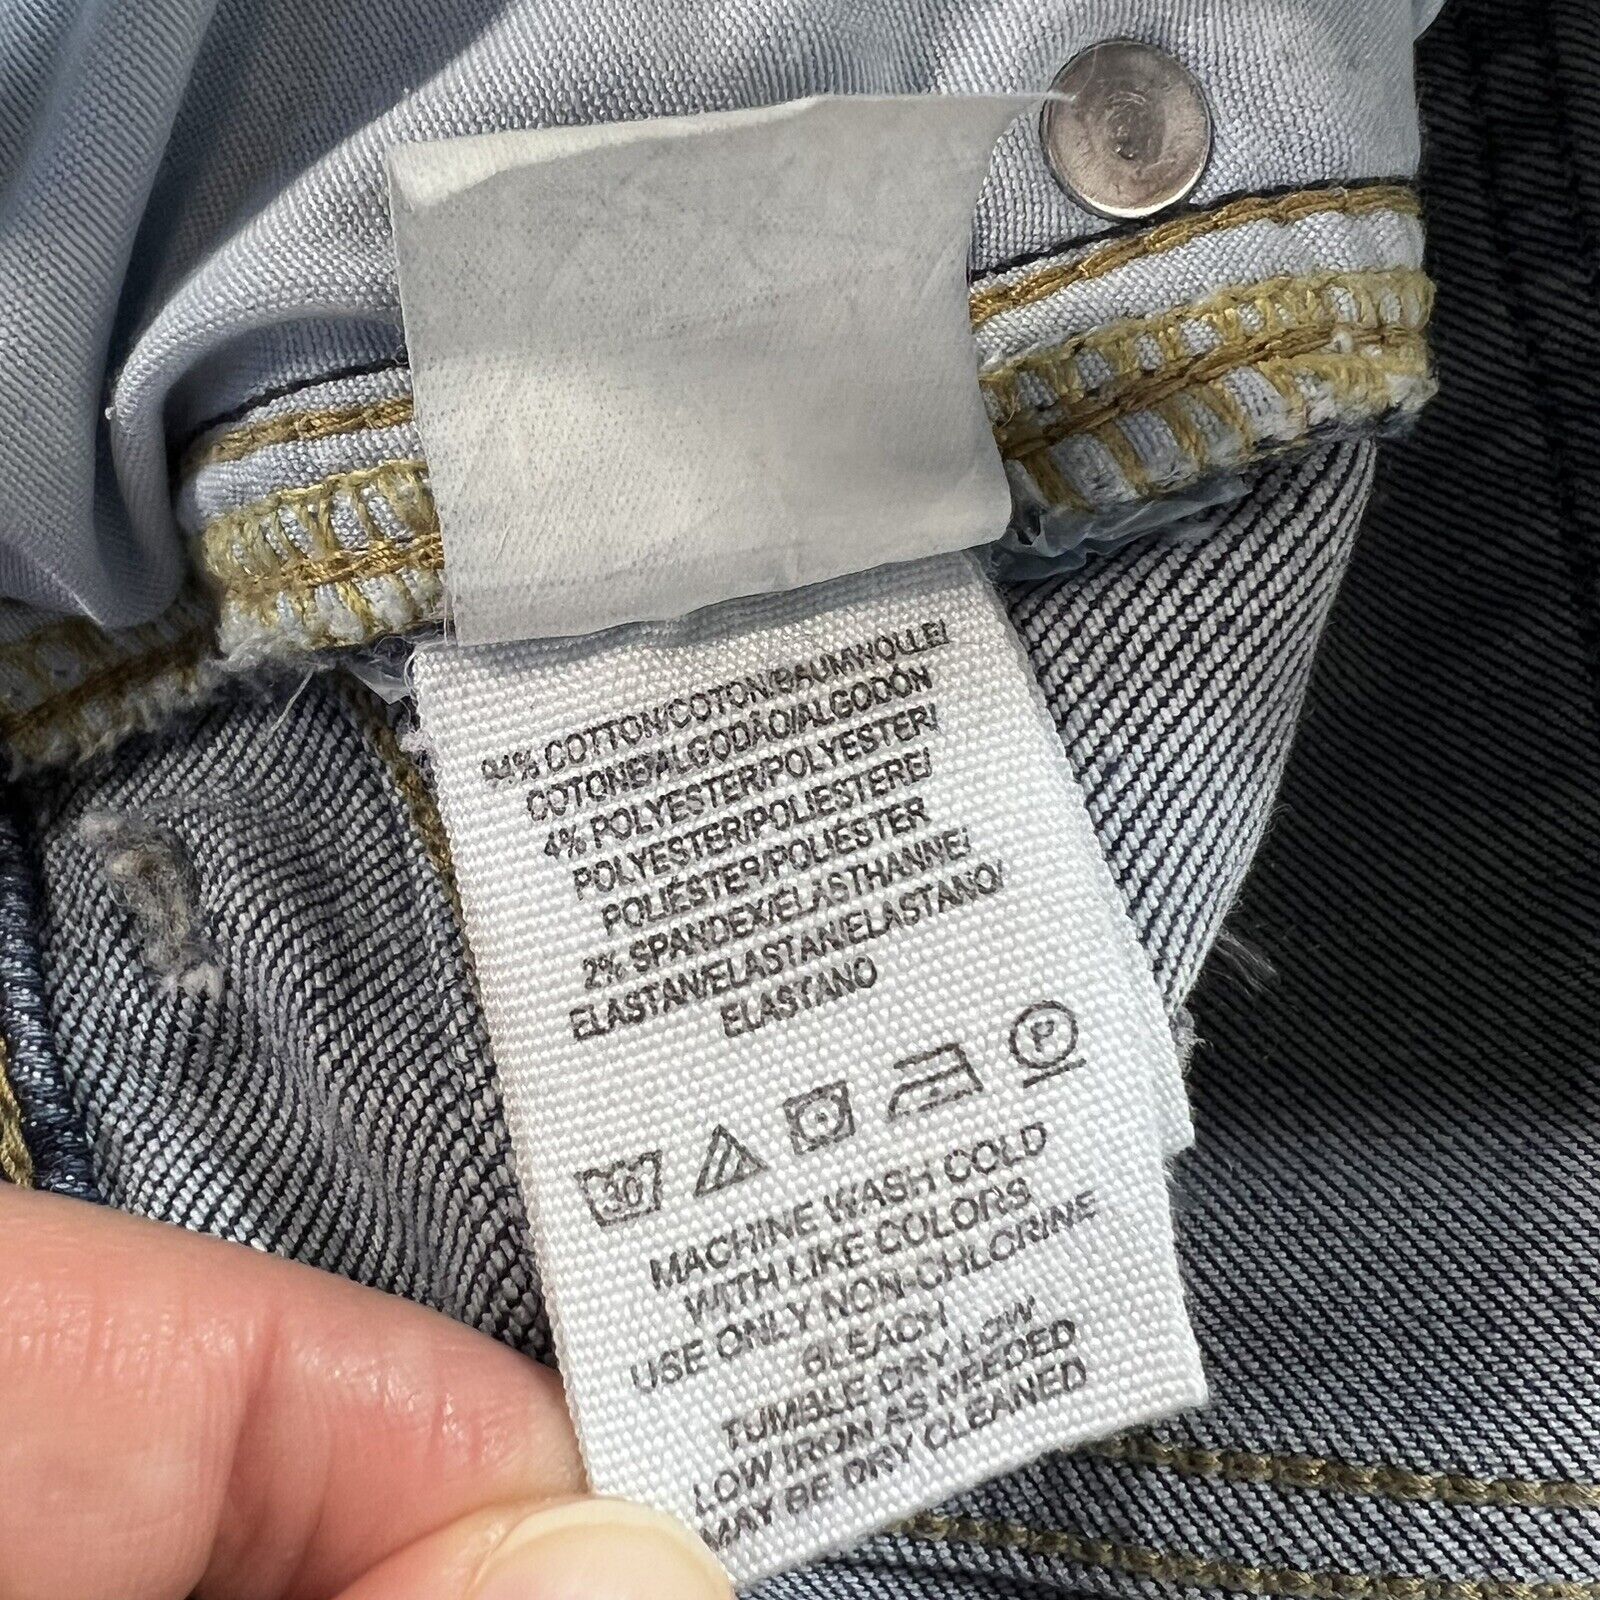 94% COTTON/COTON/BAUMWOLLE/
COTONE/ALGODÃO/ALGODÓN
4% POLYESTER/POLYESTER/
POLYESTER/POLIESTERE/
POLIÉSTER/POLIÉSTER
2% SPANDEX/ELASTHANNE/
ELASTAN/ELASTAN/ELASTANO/
ELASTANO
30 P
MACHINE WASH COLD
WITH LIKE COLORS
USE ONLY NON-CHLORINE
BLEACH
TUMBLE DRY LOW
LOW IRON AS NEEDED
MAY BE DRY CLEANED